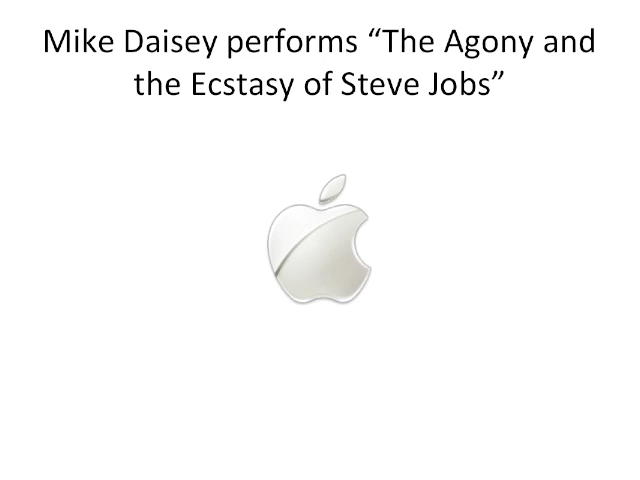 Mike Daisey performs “The Agony and
the Ecstasy of Steve Jobs”